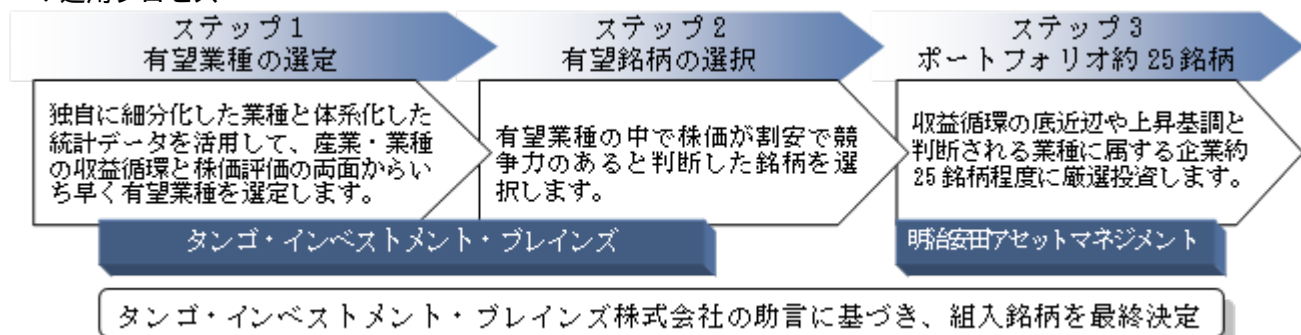 ステップ1
有望業種の選定
ステップ2
有望銘柄の選択
ステップ3
ポートフォリオ約25銘柄
独自に細分化した業種と体系化した
統計データを活用して、産業・業種
の収益循環と株価評価の両面からい
ち早く有望業種を選定します。
有望業種の中で株価が割安で競
争力のあると判断した銘柄を選
択します。
収益循環の底近辺や上昇基調と
判断される業種に属する企業約
25銘柄程度に厳選投資します。
タンゴ・インベストメント・ブレインズ
明治安田アセットマネジメント
タンゴ・インベストメント・ブレインズ株式会社の助言に基づき、組入銘柄を最終決定